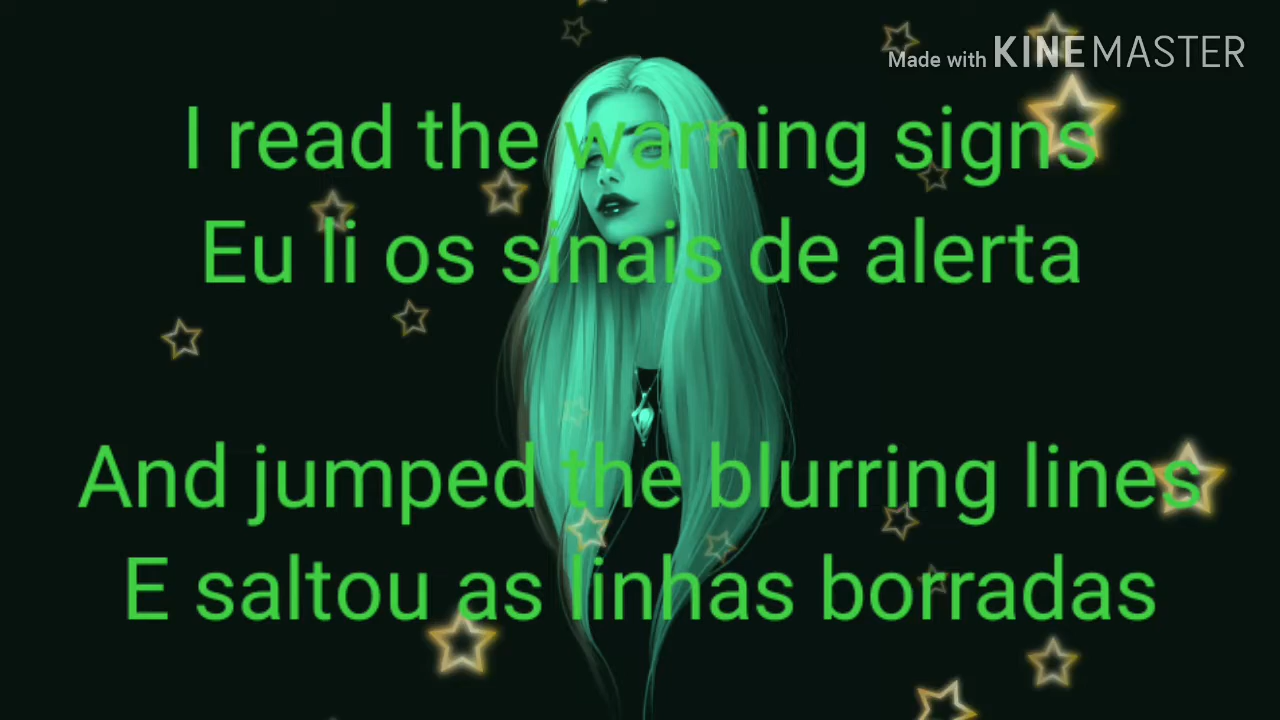 Made with KINEMASTER
I read the warning signs
Eu li os sinais de alerta
And jumped the blurring lines
E saltou as linhas borradas